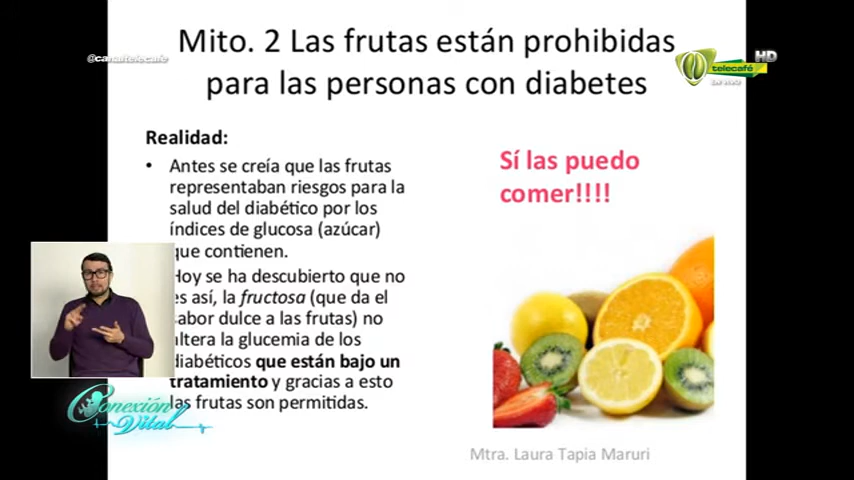 Mito. 2 Las frutas están prohibidas
para las personas con diabetes
@canaltelecafe
HD
telecafé
En vivo
Realidad:
• Antes se creía que las frutas
representaban riesgos para la
salud del diabético por los
índices de glucosa (azúcar)
que contienen.
Hoy se ha descubierto que no
es así, la fructosa (que da el
sabor dulce a las frutas) no
altera la glucemia de los
diabéticos que están bajo un
tratamiento y gracias a esto
las frutas son permitidas.
Sí las puedo
comer!!!!
Conexión
Vital
Mtra. Laura Tapia Maruri